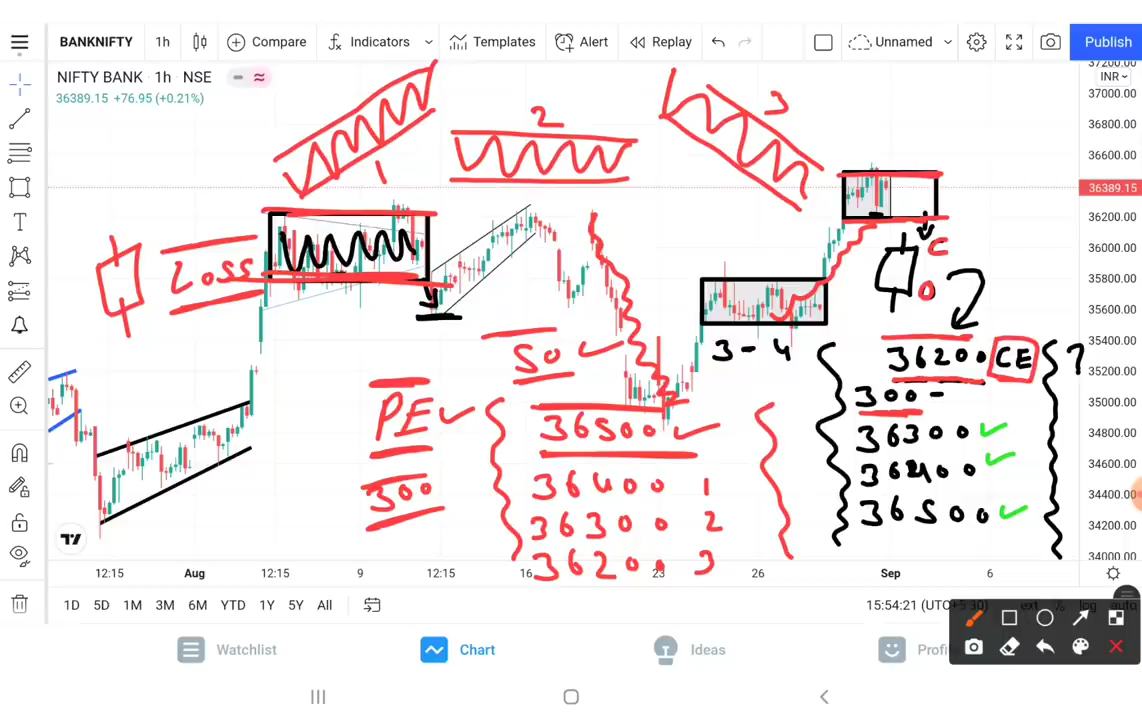 BANKNIFTY 1h Compare Indicators Templates Alert Replay Unnamed Publish
NIFTY BANK 1h NSE
36389.15 +76.95 (+0.21%)
37200.00
INR
37000.00
36800.00
36600.00
36389.15
36200.00
36000.00
35800.00
35600.00
35400.00
35200.00
35000.00
34800.00
34600.00
34400.00
34200.00
34000.00
1
2
3
Loss
C
O
3-4
50
PE
300
36500
36400 1
36300 2
36200 3
36200 CE ?
300-
36300
36400
36500
12:15 Aug 12:15 9 12:15 16 23 26 Sep 6
1D 5D 1M 3M 6M YTD 1Y 5Y All 15:54:21 (UTC+5:30) ext % log auto
Watchlist Chart Ideas Profi